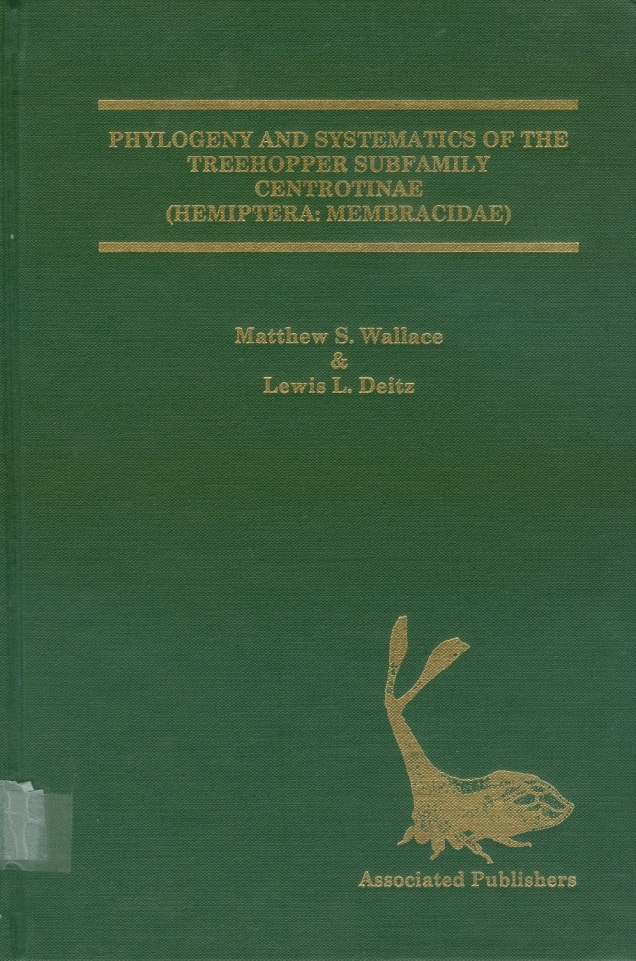 PHYLOGENY AND SYSTEMATICS OF THE
TREEHOPPER SUBFAMILY
CENTROTINAE
(HEMIPTERA: MEMBRACIDAE)
Matthew S. Wallace
&
Lewis L. Deitz
Associated Publishers